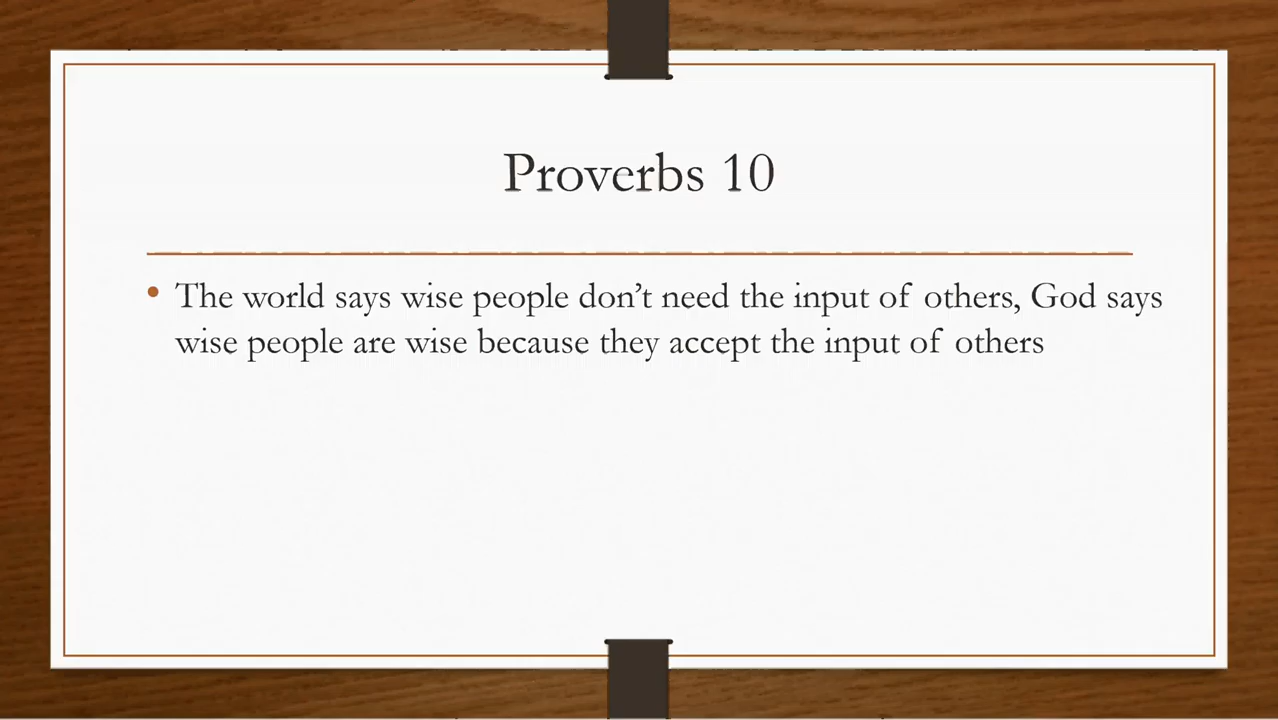 Proverbs 10
• The world says wise people don’t need the input of others, God says
wise people are wise because they accept the input of others